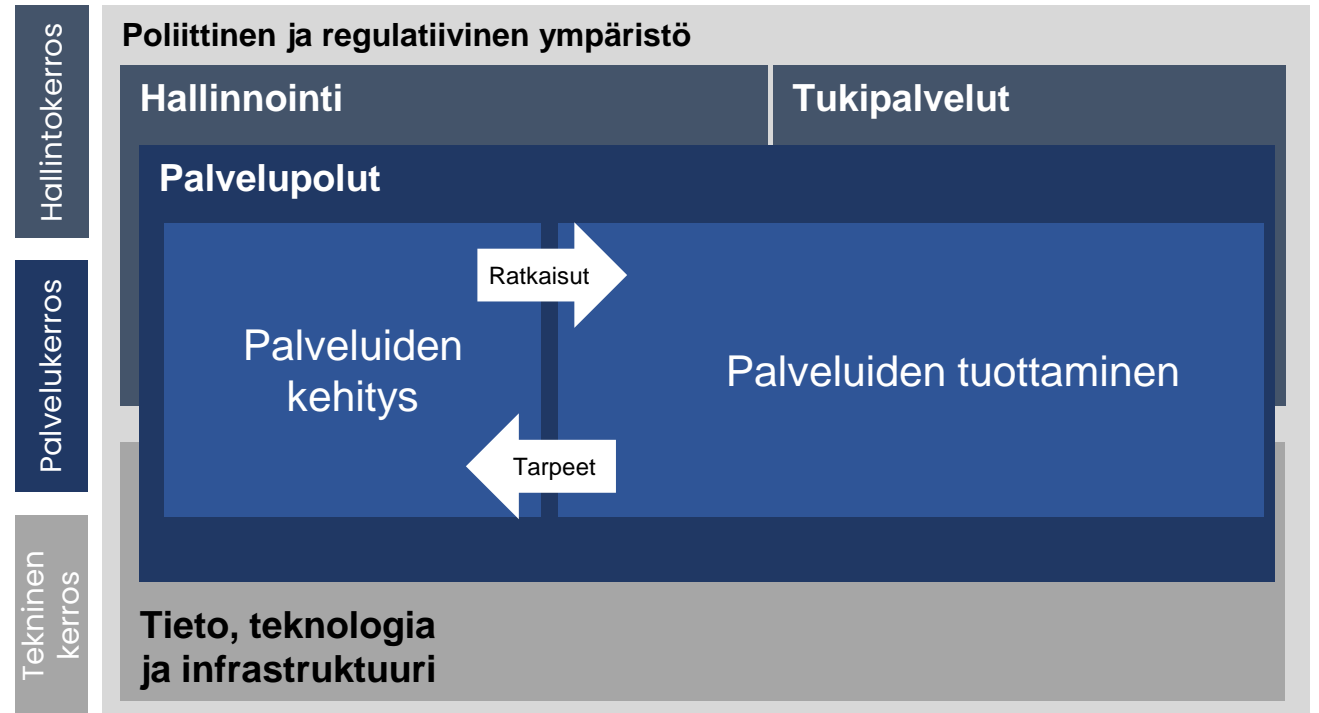 Hallintokerros
Palvelukerros
Tekninen
kerros
Poliittinen ja regulatiivinen ympäristö
Hallinnointi
Tukipalvelut
Palvelupolut
Ratkaisut
Palveluiden
kehitys
Palveluiden tuottaminen
Tarpeet
Tieto, teknologia
ja infrastruktuuri